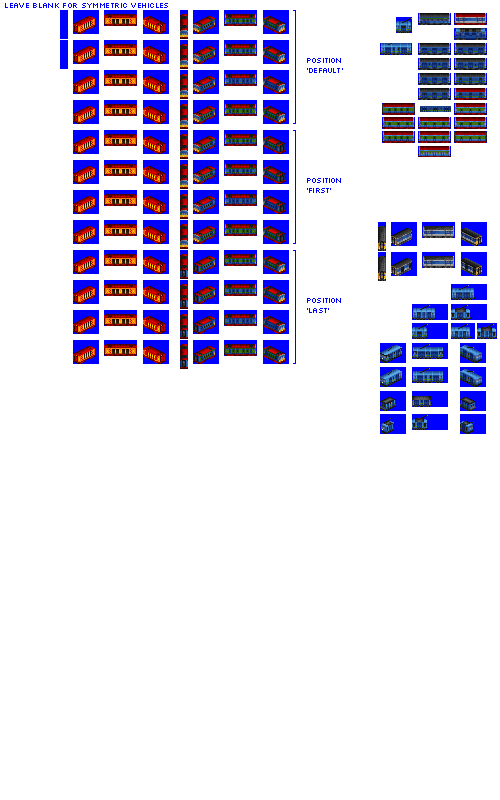 LEAVE BLANK FOR SYMMETRIC VEHICLES
POSITION
'DEFAULT'
POSITION
'FIRST'
POSITION
'LAST'